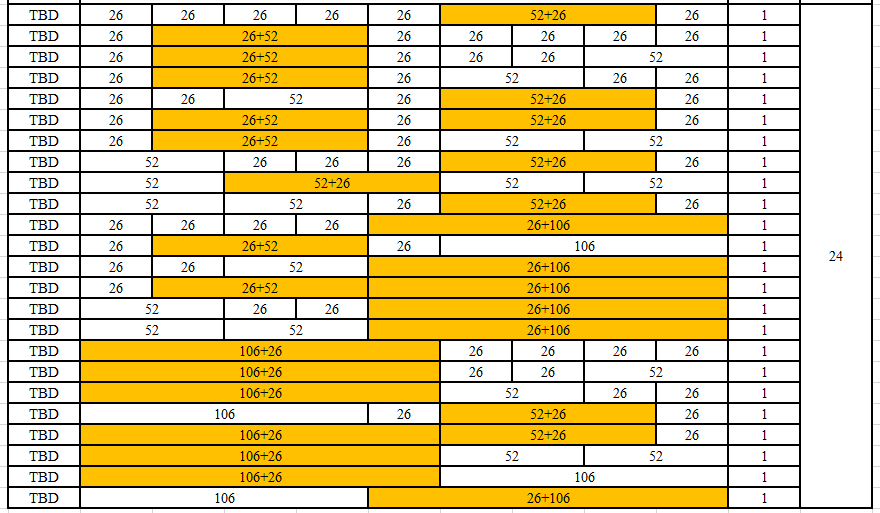 TBD 26 26 26 26 26 52+26 26 1
TBD 26 26+52 26 26 26 26 26 1
TBD 26 26+52 26 26 26 52 1
TBD 26 26+52 26 52 26 26 1
TBD 26 26 52 26 52+26 26 1
TBD 26 26+52 26 52+26 26 1
TBD 26 26+52 26 52 52 1
TBD 52 26 26 26 52+26 26 1
TBD 52 52+26 52 52 1
TBD 52 52 26 52+26 26 1
TBD 26 26 26 26 26+106 1
TBD 26 26+52 26 106 1
24
TBD 26 26 52 26+106 1
TBD 26 26+52 26+106 1
TBD 52 26 26 26+106 1
TBD 52 52 26+106 1
TBD 106+26 26 26 26 26 1
TBD 106+26 26 26 52 1
TBD 106+26 52 26 26 1
TBD 106 26 52+26 26 1
TBD 106+26 52+26 26 1
TBD 106+26 52 52 1
TBD 106+26 106 1
TBD 106 26+106 1